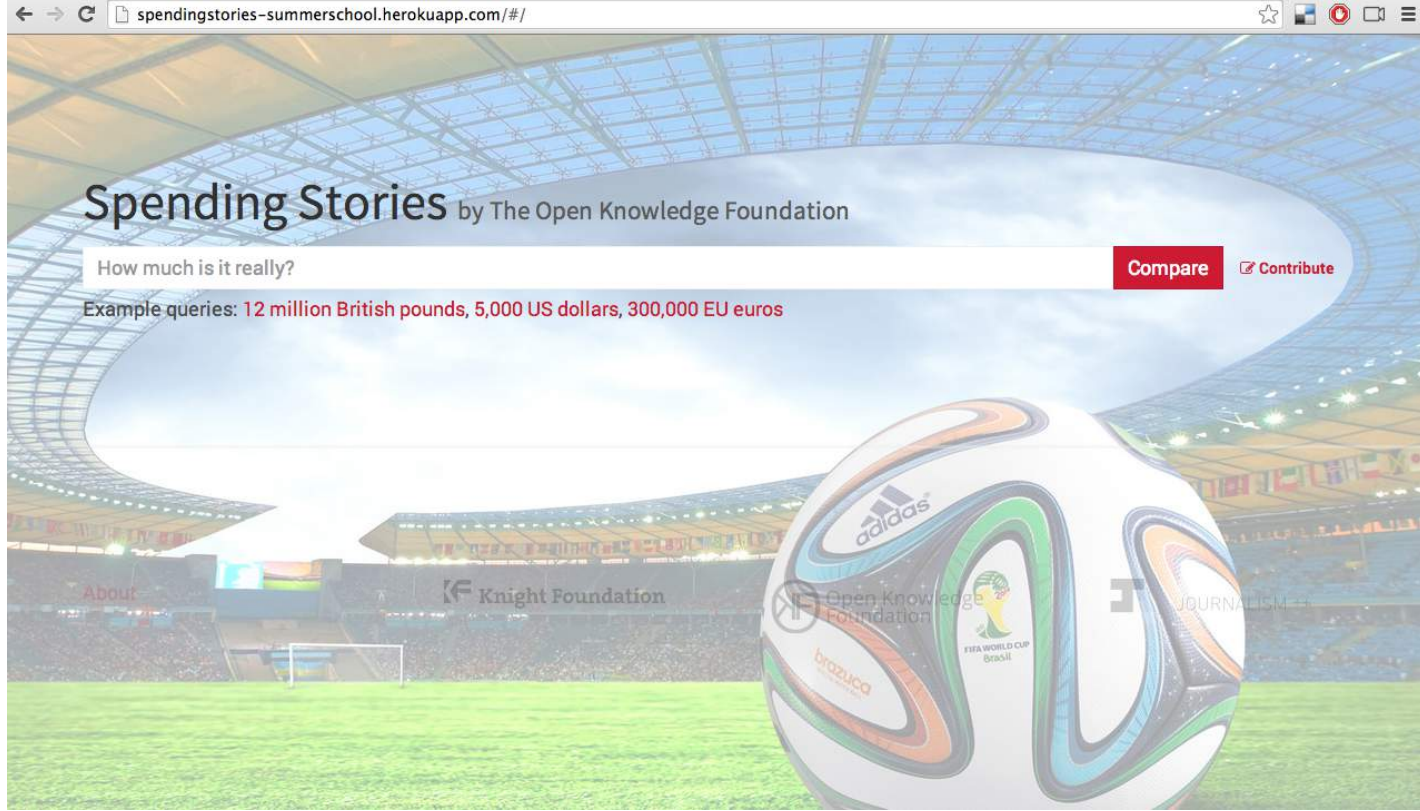 spendingstories-summerschool.herokuapp.com/#/
Spending Stories by The Open Knowledge Foundation
How much is it really?
Compare
Contribute
Example queries: 12 million British pounds, 5,000 US dollars, 300,000 EU euros
adidas
About
Knight Foundation
Open Knowledge
Foundation
JOURNALISM ++
FIFA WORLD CUP
Brasil
brazuca